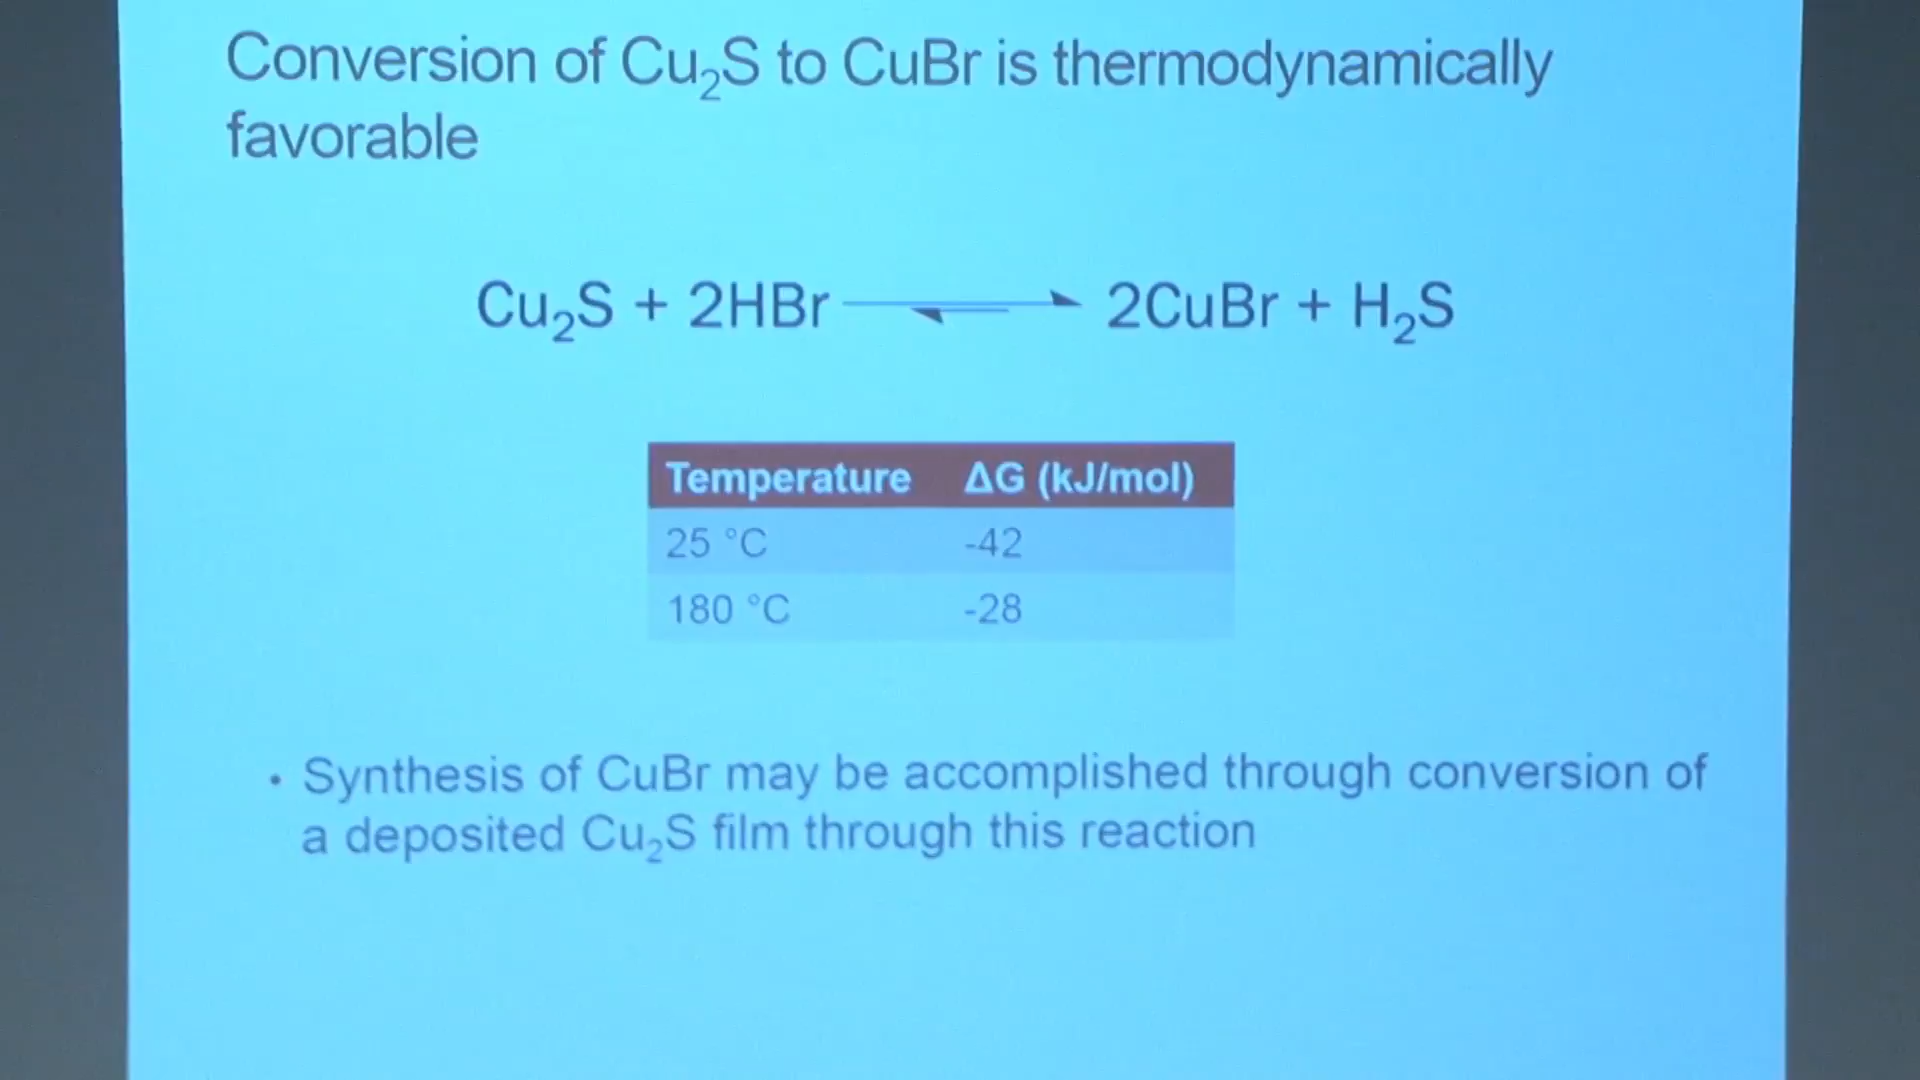 Conversion of Cu₂S to CuBr is thermodynamically
favorable
Cu₂S + 2HBr ⇌ 2CuBr + H₂S
Temperature ΔG (kJ/mol)
25 °C -42
180 °C -28
• Synthesis of CuBr may be accomplished through conversion of
a deposited Cu₂S film through this reaction